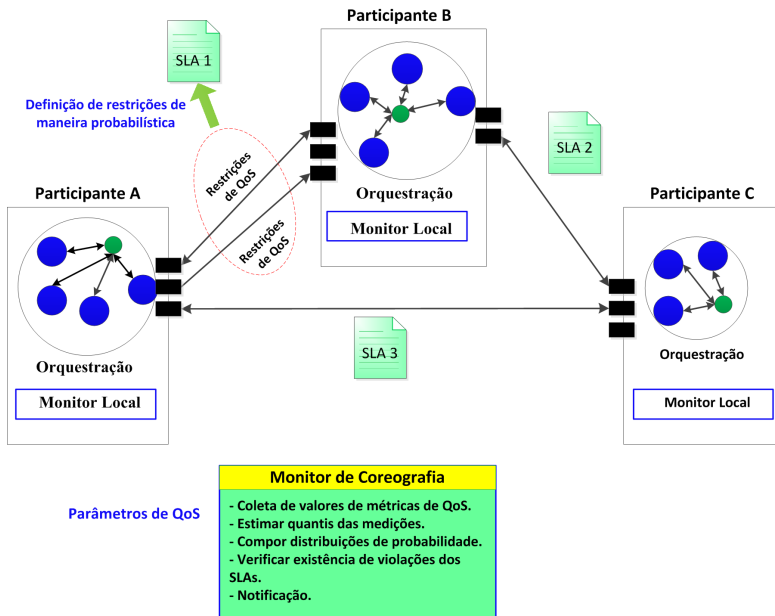 Participante B
SLA 1
Definição de restrições de
maneira probabilística
Restrições
de QoS
Restrições
de QoS
Orquestração
Monitor Local
SLA 2
Participante A
Orquestração
Monitor Local
Participante C
Orquestração
Monitor Local
SLA 3
Parâmetros de QoS
Monitor de Coreografia
- Coleta de valores de métricas de QoS.
- Estimar quantis das medições.
- Compor distribuições de probabilidade.
- Verificar existência de violações dos
SLAs.
- Notificação.